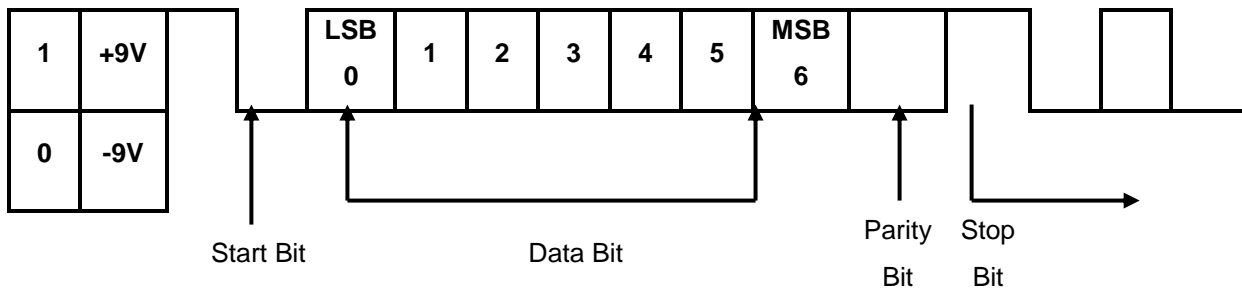 1 +9V
LSB
0
1 2 3 4 5
MSB
6
0 -9V
Start Bit
Data Bit
Parity
Bit
Stop
Bit